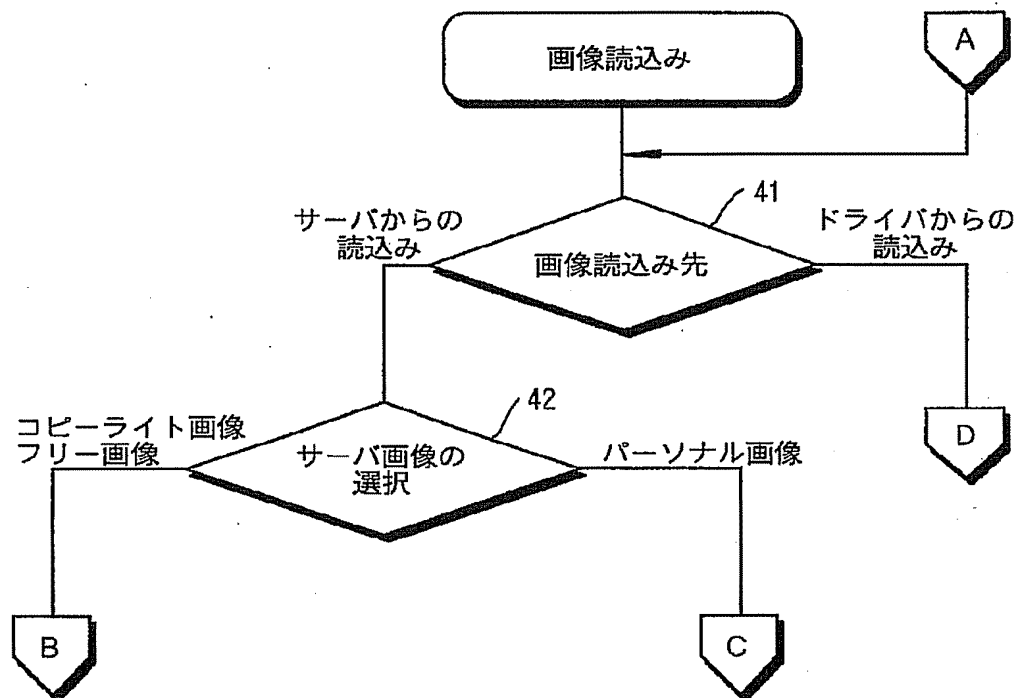 画像読込み
A
41
サーバからの
読込み
画像読込み先
ドライバからの
読込み
42
コピーライト画像
フリー画像
サーバ画像の
選択
パーソナル画像
D
B
C